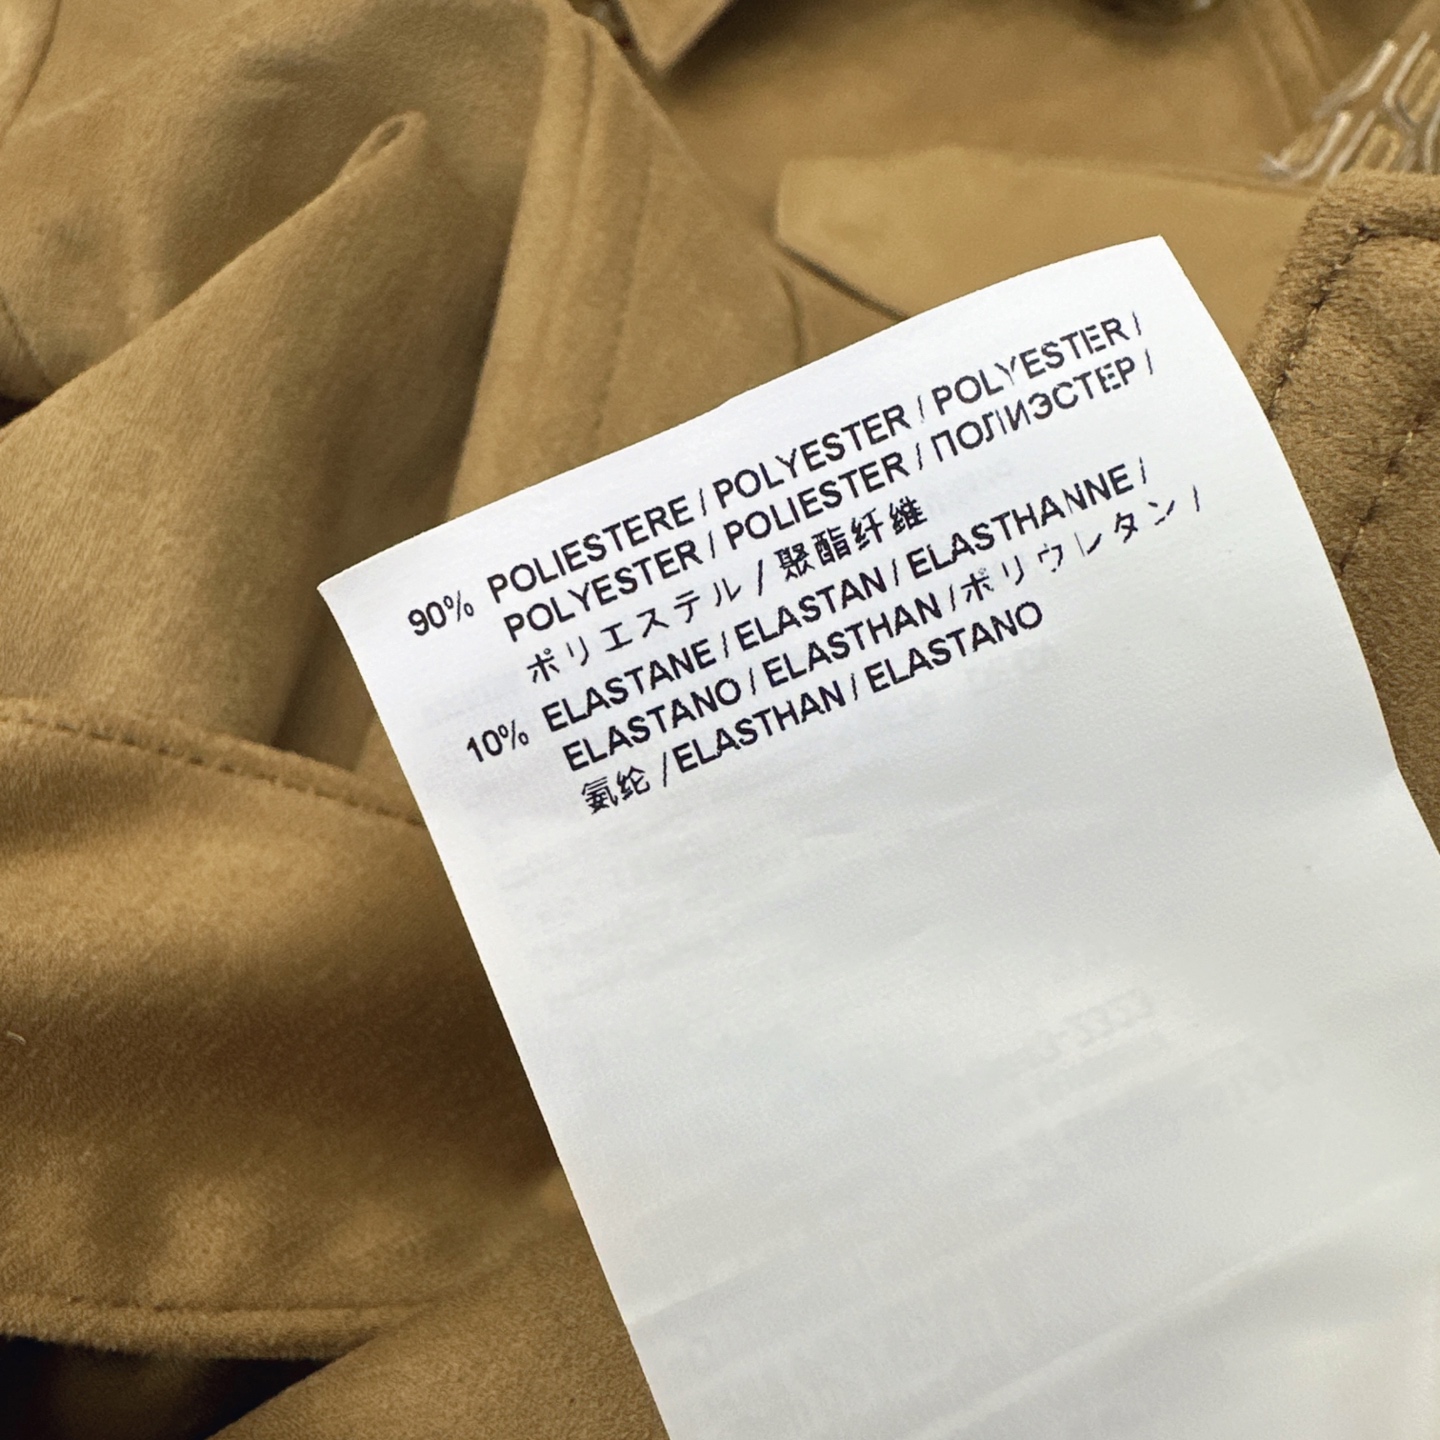 90% POLIESTERE / POLYESTER / POLYESTER /
POLYESTER / POLIESTER / ПОЛИЭСТЕР /
ポリエステル / 聚酯纤维
10% ELASTANE / ELASTAN / ELASTHANNE /
ELASTANO / ELASTHAN / ポリウレタン /
氨纶 / ELASTHAN / ELASTANO